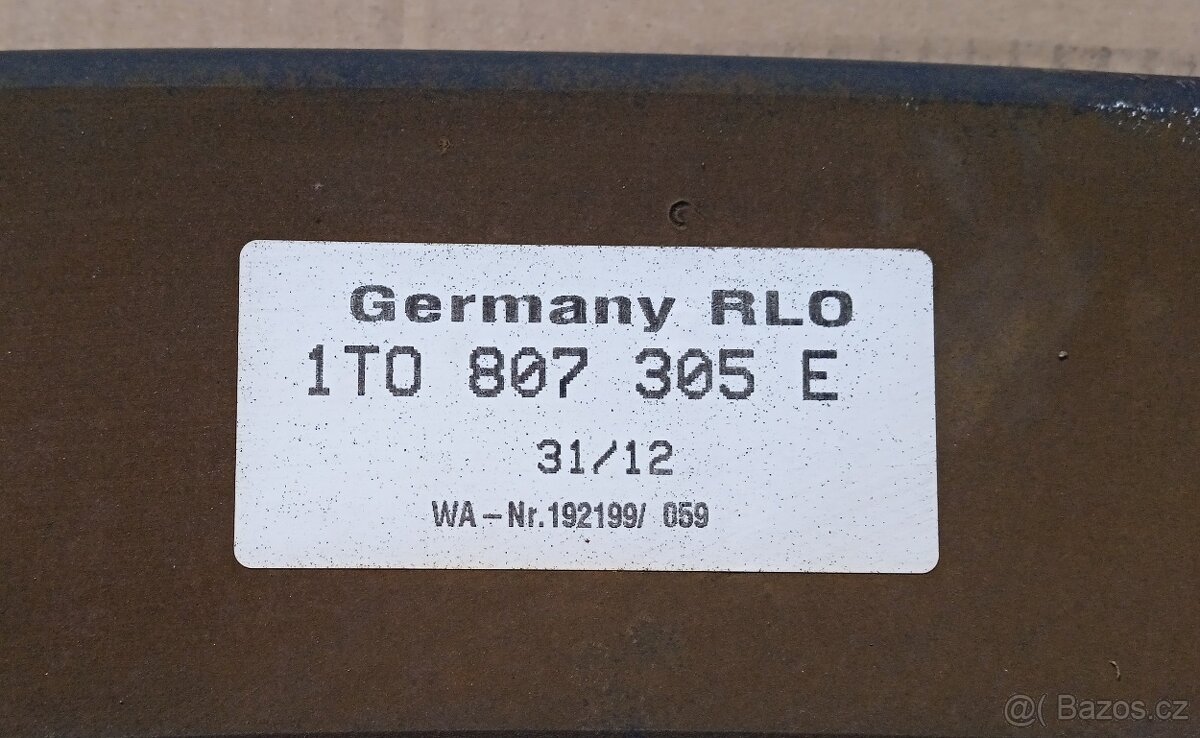 Germany RLO
1T0 807 305 E
31/12
WA-Nr.192199/ 059
@( Bazos.cz